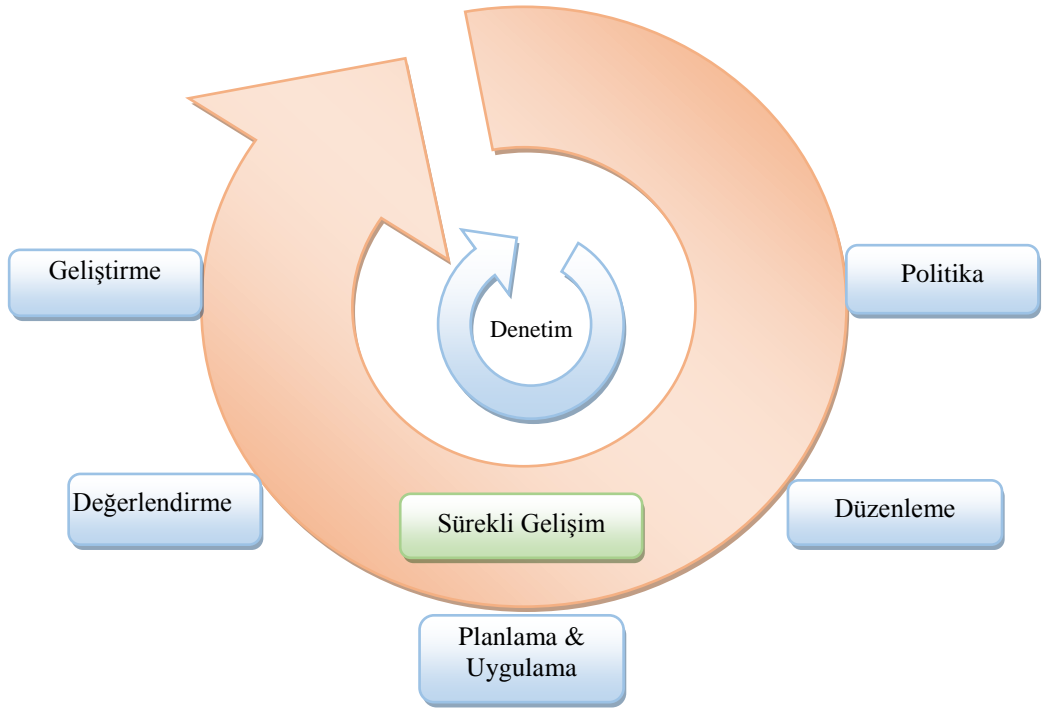 Geliştirme
Politika
Denetim
Değerlendirme
Sürekli Gelişim
Düzenleme
Planlama &
Uygulama